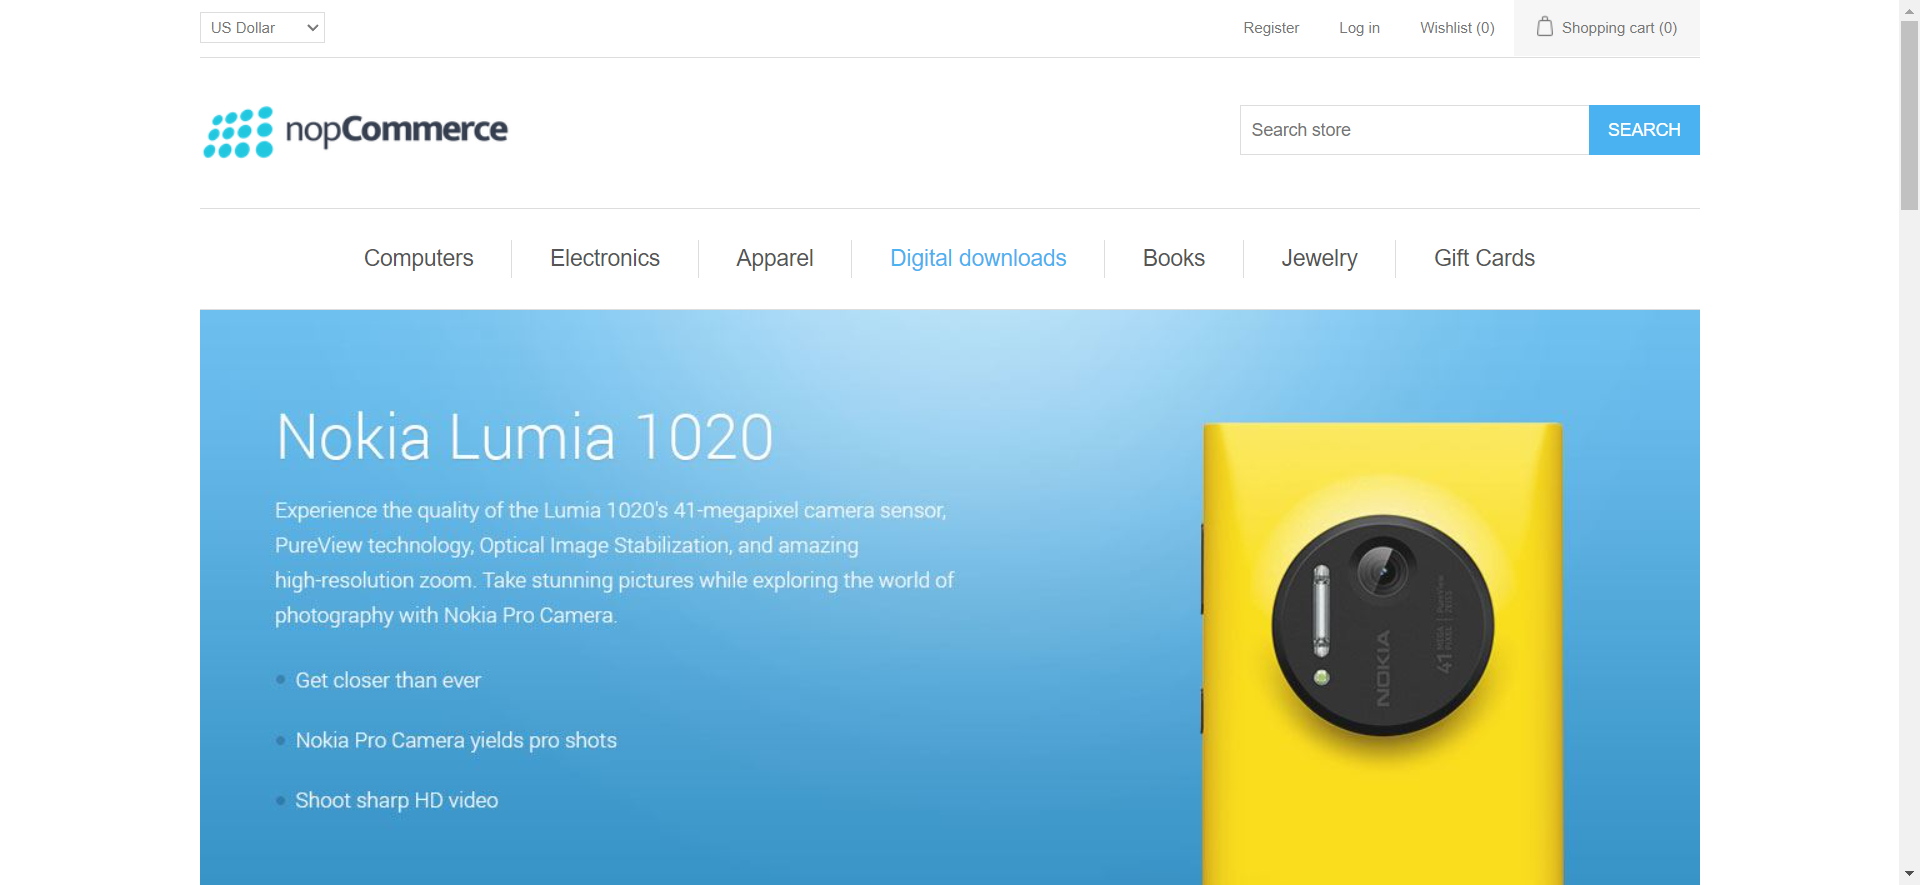 US Dollar
Register
Log in
Wishlist (0)
Shopping cart (0)
nopCommerce
Search store
SEARCH
Computers
Electronics
Apparel
Digital downloads
Books
Jewelry
Gift Cards
Nokia Lumia 1020
Experience the quality of the Lumia 1020's 41-megapixel camera sensor,
PureView technology, Optical Image Stabilization, and amazing
high-resolution zoom. Take stunning pictures while exploring the world of
photography with Nokia Pro Camera.
Get closer than ever
Nokia Pro Camera yields pro shots
Shoot sharp HD video
NOKIA
41 MEGA PIXEL
PureView
ZEISS